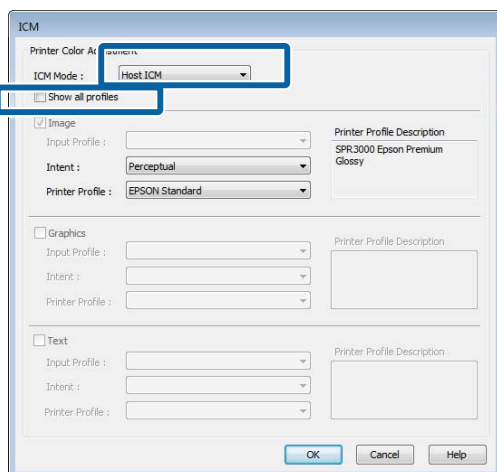 ICM
Printer Color Adjustment
ICM Mode : Host ICM
Show all profiles
Image
Input Profile :
Intent : Perceptual
Printer Profile : EPSON Standard
Printer Profile Description
SPR3000 Epson Premium
Glossy
Graphics
Input Profile :
Intent :
Printer Profile :
Printer Profile Description
Text
Input Profile :
Intent :
Printer Profile :
Printer Profile Description
OK Cancel Help